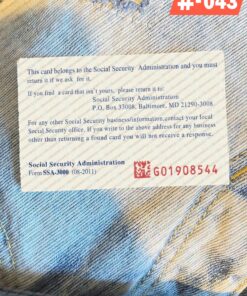 #-043
This card belongs to the Social Security Administration and you must
return it if we ask for it.
If you find a card that isn't yours, please return it to:
Social Security Administration
P.O. Box 33008, Baltimore, MD 21290-3008
For any other Social Security business/information, contact your local
Social Security office. If you write to the above address for any business
other than returning a found card you will not receive a response.
Social Security Administration
Form SSA-3000 (08-2011)
G01908544